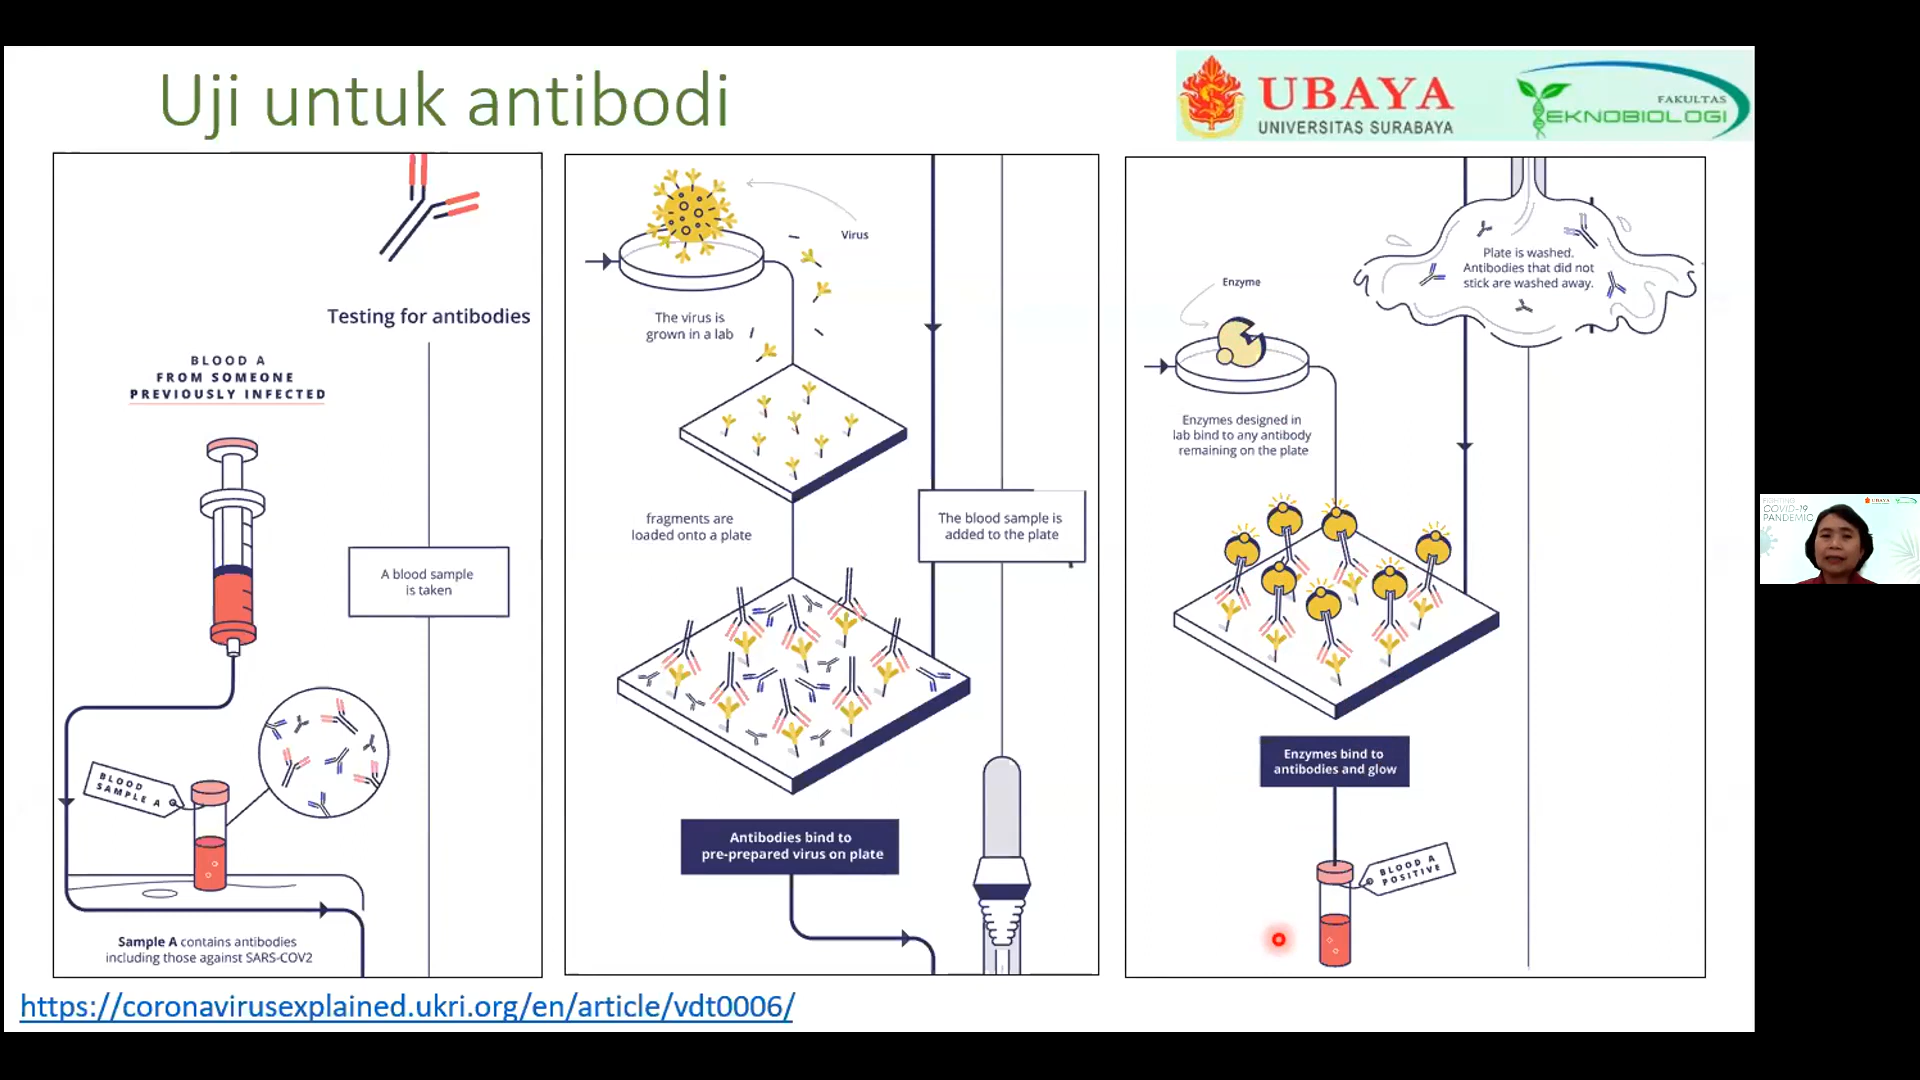 Uji untuk antibodi
UBAYA
UNIVERSITAS SURABAYA
FAKULTAS
TEKNOBIOLOGI
Testing for antibodies
BLOOD A
FROM SOMEONE
PREVIOUSLY INFECTED
A blood sample
is taken
BLOOD
SAMPLE A
Sample A contains antibodies
including those against SARS-COV2
Virus
The virus is
grown in a lab
fragments are
loaded onto a plate
The blood sample is
added to the plate
Antibodies bind to
pre-prepared virus on plate
Plate is washed.
Antibodies that did not
stick are washed away.
Enzyme
Enzymes designed in
lab bind to any antibody
remaining on the plate
Enzymes bind to
antibodies and glow
BLOOD A
POSITIVE
https://coronavirusexplained.ukri.org/en/article/vdt0006/
FIGHTING
COVID-19
PANDEMIC
UBAYA